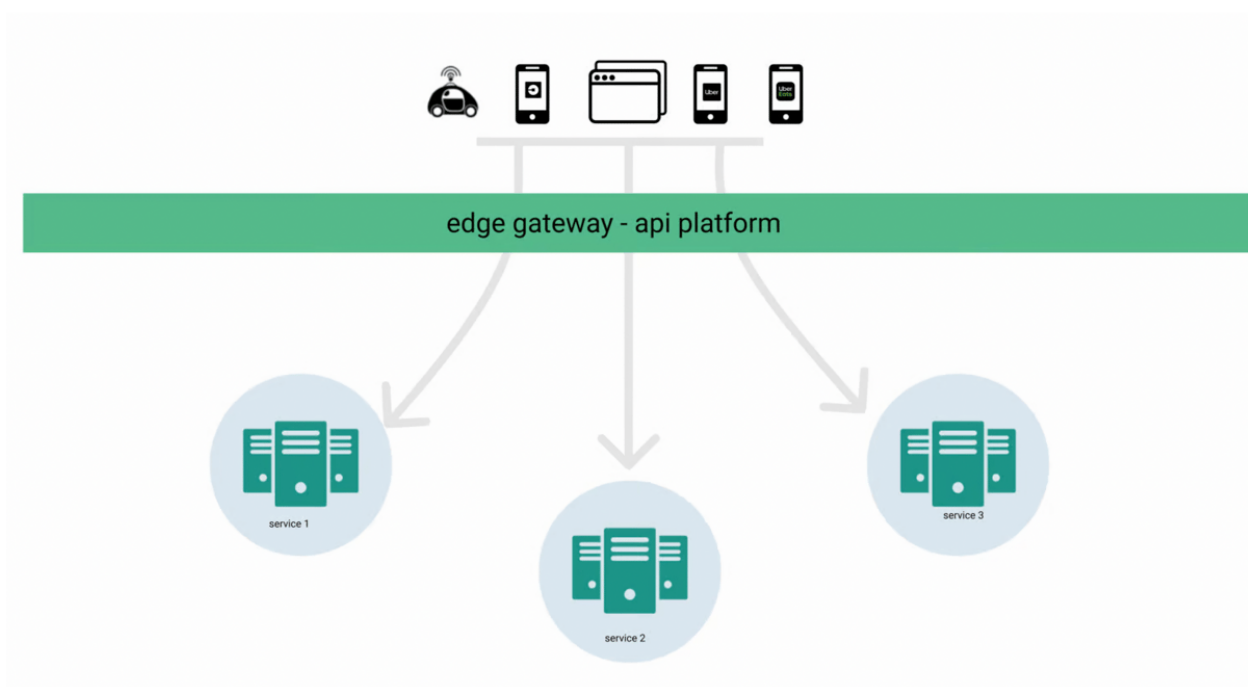 Uber
Uber
Eats
edge gateway - api platform
service 1
service 3
service 2